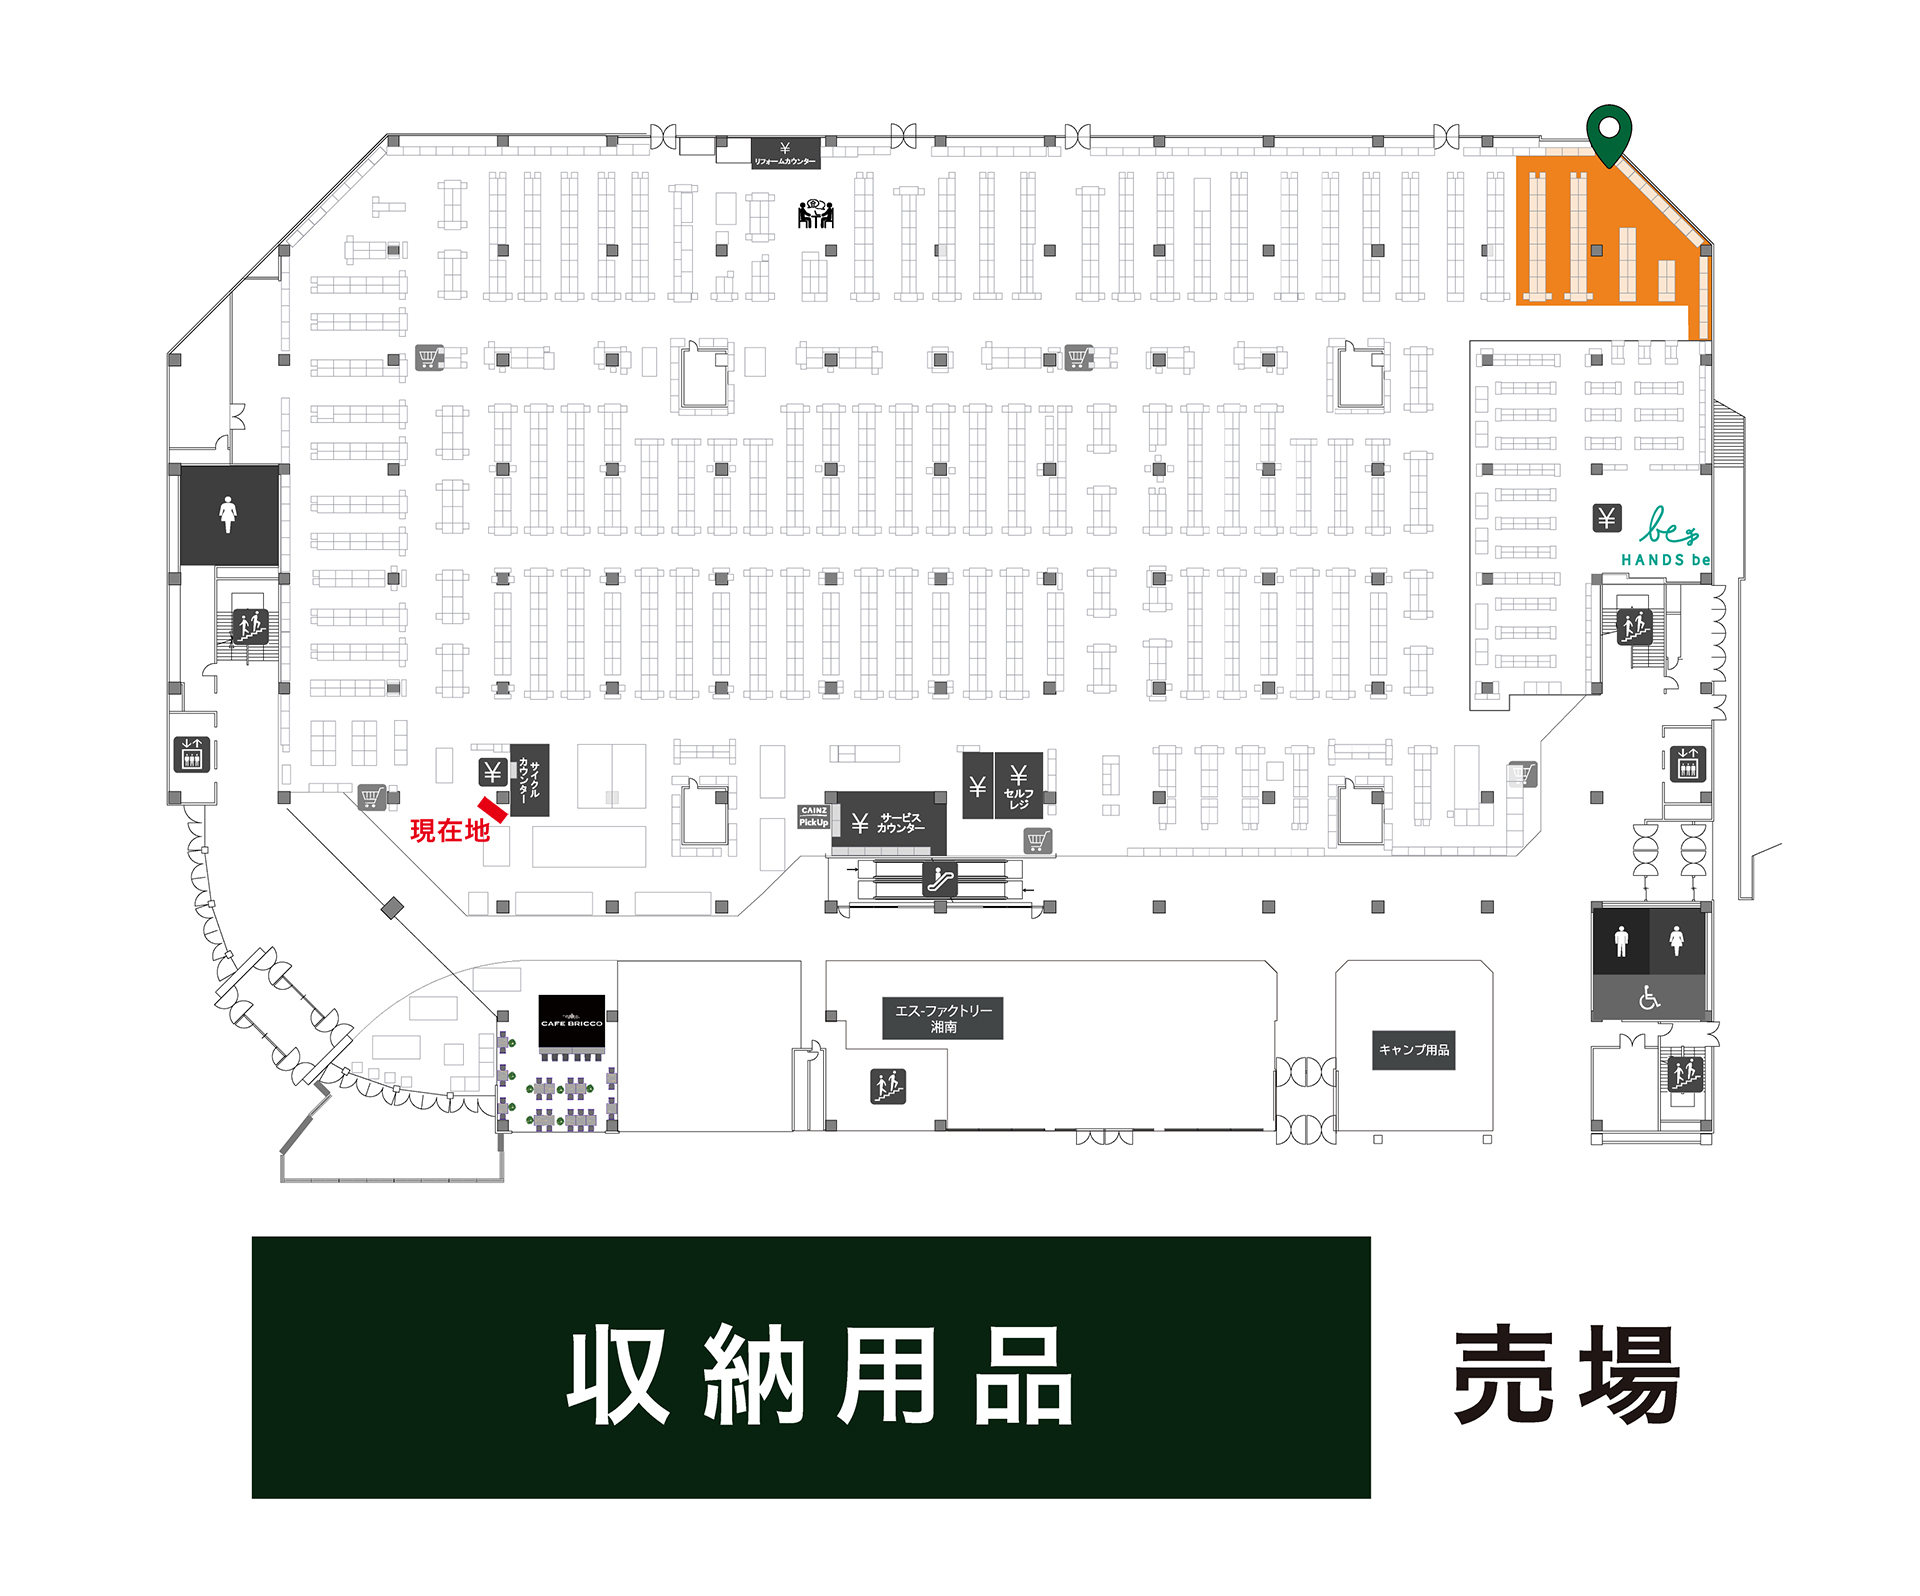 ¥
リフォームカウンター
¥
be
HANDS be
¥
サイクル
カウンター
現在地
CAINZ
PickUp
¥ サービス
カウンター
¥
¥
セルフ
レジ
エス-ファクトリー
湘南
CAFE BRICCO
キャンプ用品
収納用品 売場